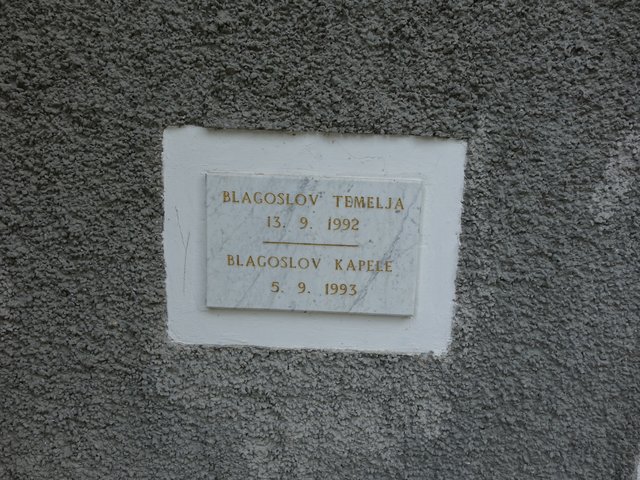 BLAGOSLOV TEMELJA
13. 9. 1992
BLAGOSLOV KAPELE
5. 9. 1993